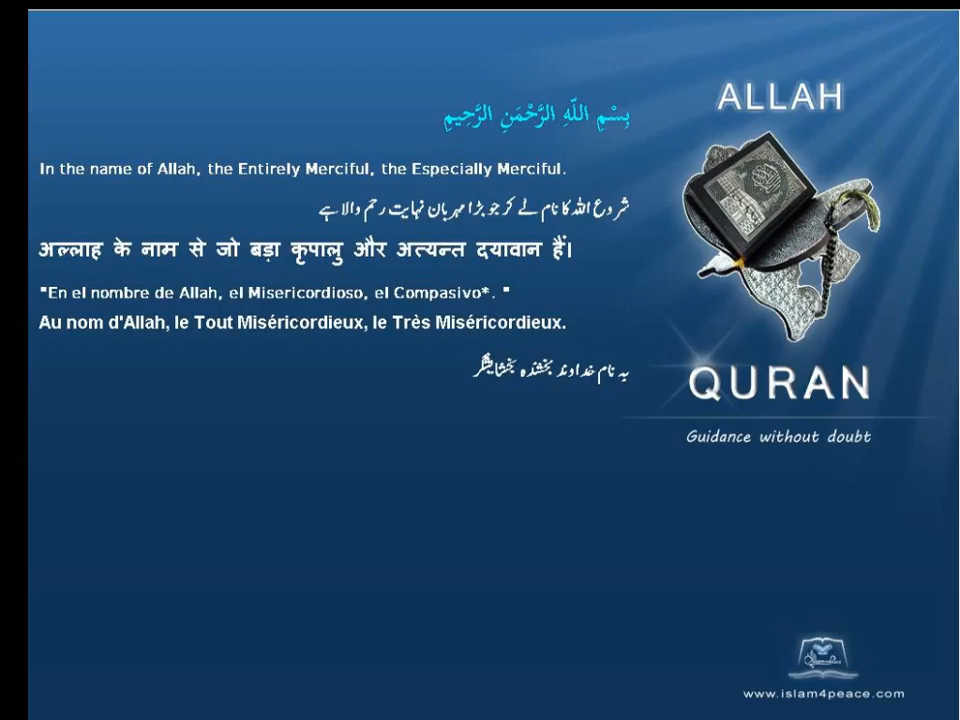 بِسْمِ اللَّهِ الرَّحْمَنِ الرَّحِيمِ
In the name of Allah, the Entirely Merciful, the Especially Merciful.
شروع الله کا نام لے کر جو بڑا مہربان نہایت رحم والا ہے
अल्लाह के नाम से जो बड़ा कृपालु और अत्यन्त दयावान हैं।
"En el nombre de Allah, el Misericordioso, el Compasivo*. "
Au nom d'Allah, le Tout Miséricordieux, le Très Miséricordieux.
به نام خداوند بخشنده بخشایشگر
ALLAH
QURAN
Guidance without doubt
www.islam4peace.com